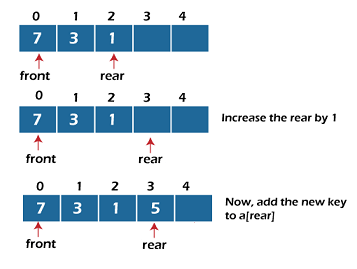 0 1 2 3 4
7 3 1
front rear
0 1 2 3 4
7 3 1
Increase the rear by 1
front rear
0 1 2 3 4
7 3 1 5
Now, add the new key
to a[rear]
front rear